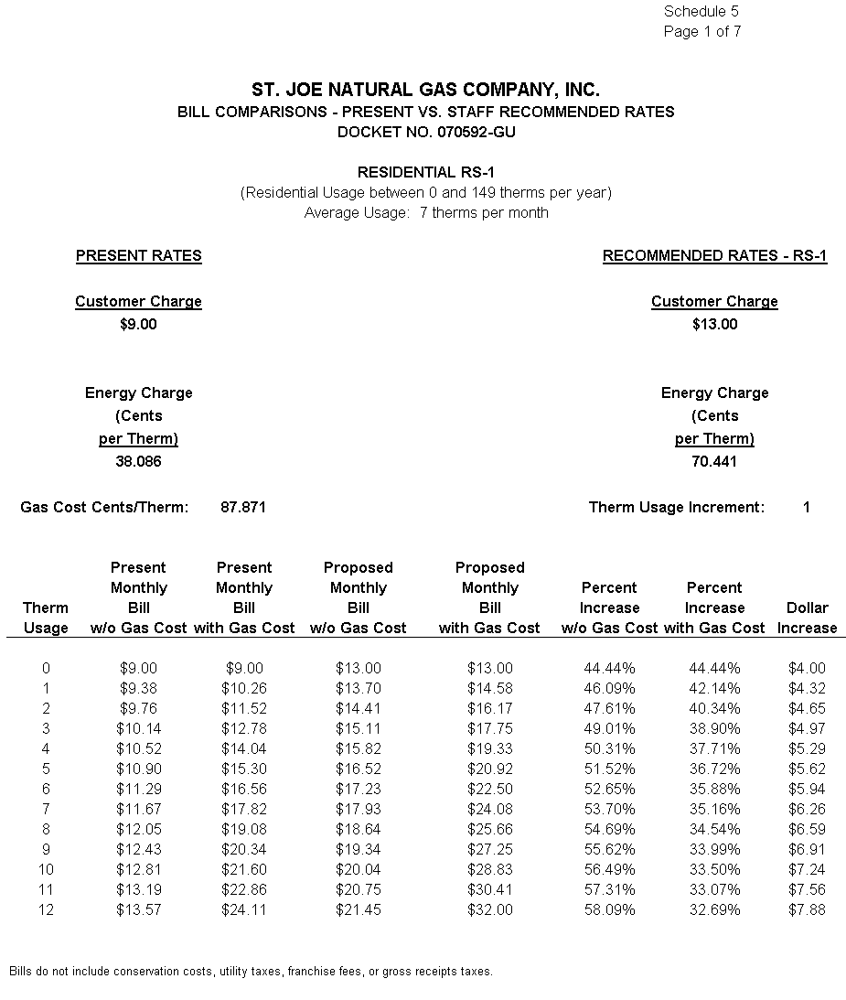 Schedule 5
Page 1 of 7
ST. JOE NATURAL GAS COMPANY, INC.
BILL COMPARISONS - PRESENT VS. STAFF RECOMMENDED RATES
DOCKET NO. 070592-GU
RESIDENTIAL RS-1
(Residential Usage between 0 and 149 therms per year)
Average Usage: 7 therms per month
PRESENT RATES RECOMMENDED RATES - RS-1
Customer Charge Customer Charge
$9.00 $13.00
Energy Charge Energy Charge
(Cents (Cents
per Therm) per Therm)
38.086 70.441
Gas Cost Cents/Therm: 87.871 Therm Usage Increment: 1
Present Present Proposed Proposed
Monthly Monthly Monthly Monthly Percent Percent
Therm Bill Bill Bill Bill Increase Increase Dollar
Usage w/o Gas Cost with Gas Cost w/o Gas Cost with Gas Cost w/o Gas Cost with Gas Cost Increase
0 $9.00 $9.00 $13.00 $13.00 44.44% 44.44% $4.00
1 $9.38 $10.26 $13.70 $14.58 46.09% 42.14% $4.32
2 $9.76 $11.52 $14.41 $16.17 47.61% 40.34% $4.65
3 $10.14 $12.78 $15.11 $17.75 49.01% 38.90% $4.97
4 $10.52 $14.04 $15.82 $19.33 50.31% 37.71% $5.29
5 $10.90 $15.30 $16.52 $20.92 51.52% 36.72% $5.62
6 $11.29 $16.56 $17.23 $22.50 52.65% 35.88% $5.94
7 $11.67 $17.82 $17.93 $24.08 53.70% 35.16% $6.26
8 $12.05 $19.08 $18.64 $25.66 54.69% 34.54% $6.59
9 $12.43 $20.34 $19.34 $27.25 55.62% 33.99% $6.91
10 $12.81 $21.60 $20.04 $28.83 56.49% 33.50% $7.24
11 $13.19 $22.86 $20.75 $30.41 57.31% 33.07% $7.56
12 $13.57 $24.11 $21.45 $32.00 58.09% 32.69% $7.88
Bills do not include conservation costs, utility taxes, franchise fees, or gross receipts taxes.